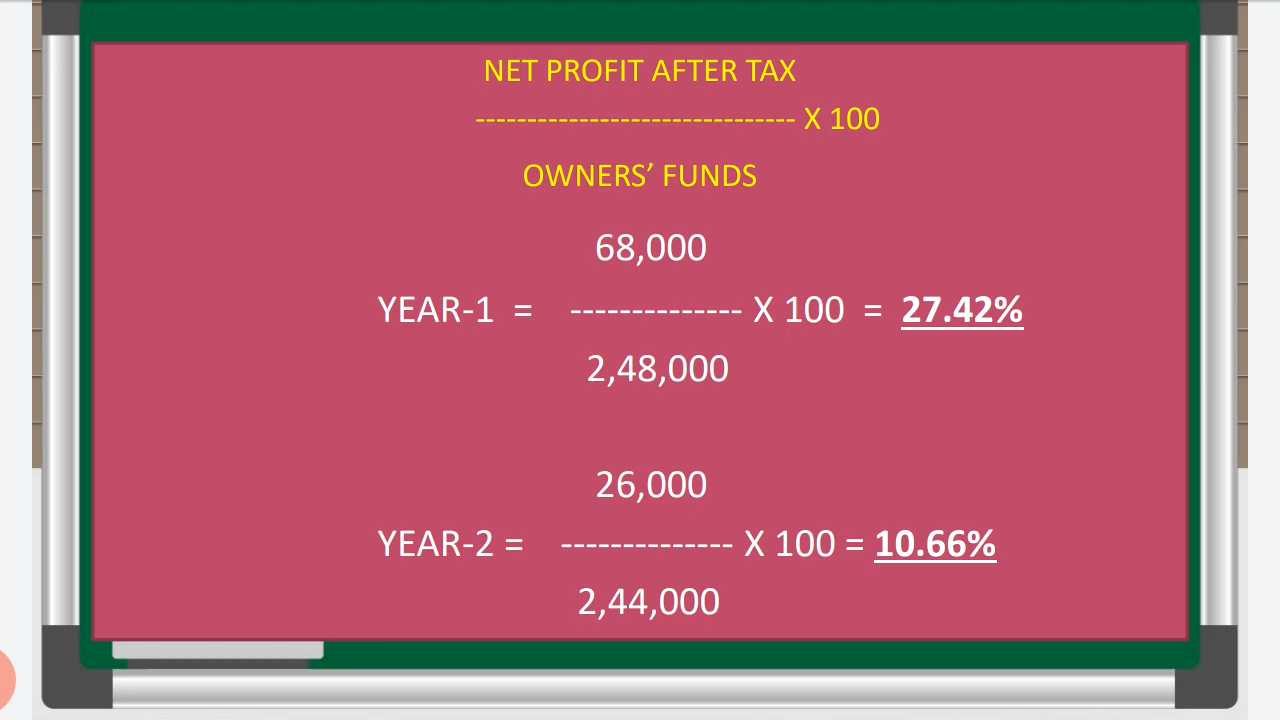 NET PROFIT AFTER TAX
------------------------------- X 100
OWNERS’ FUNDS
68,000
YEAR-1 = -------------- X 100 = 27.42%
2,48,000
26,000
YEAR-2 = -------------- X 100 = 10.66%
2,44,000